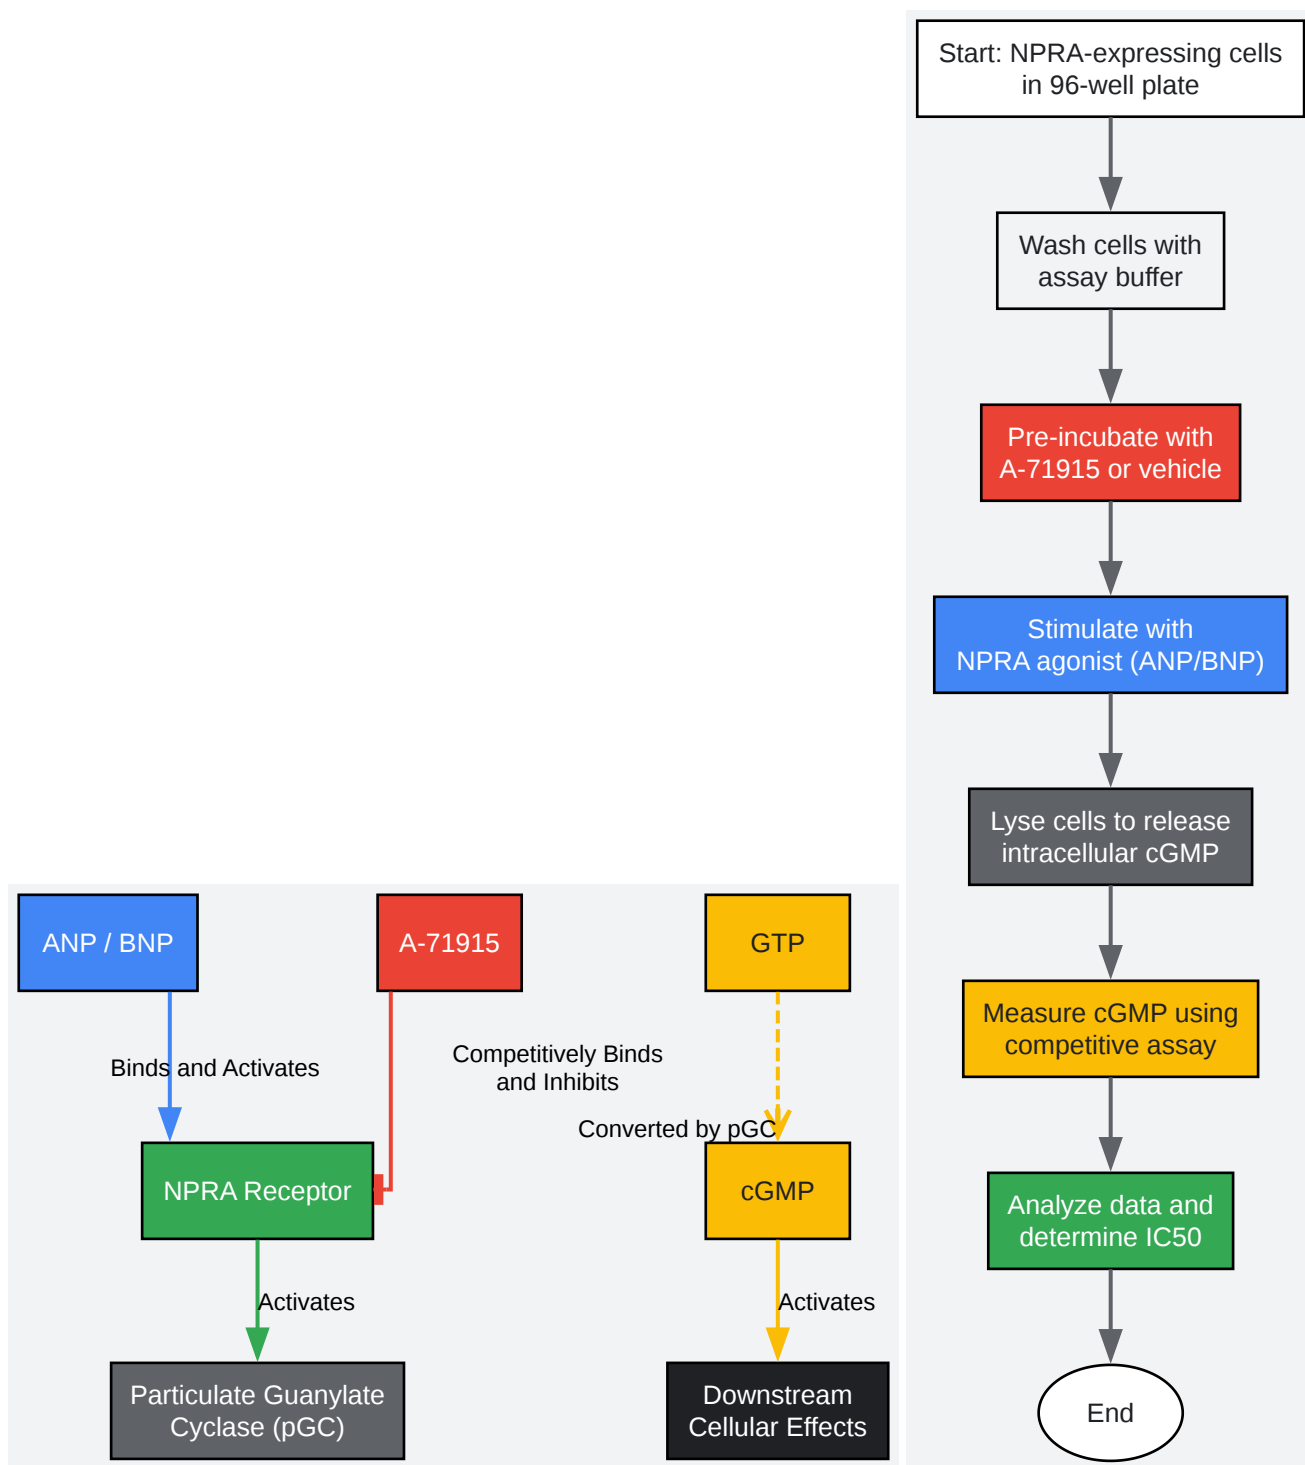 Start: NPRA-expressing cells
in 96-well plate
Wash cells with
assay buffer
Pre-incubate with
A-71915 or vehicle
Stimulate with
NPRA agonist (ANP/BNP)
Lyse cells to release
intracellular cGMP
Measure cGMP using
competitive assay
Analyze data and
determine IC50
End
ANP / BNP
A-71915
GTP
Binds and Activates
Competitively Binds
and Inhibits
Converted by pGC
NPRA Receptor
cGMP
Activates
Activates
Particulate Guanylate
Cyclase (pGC)
Downstream
Cellular Effects